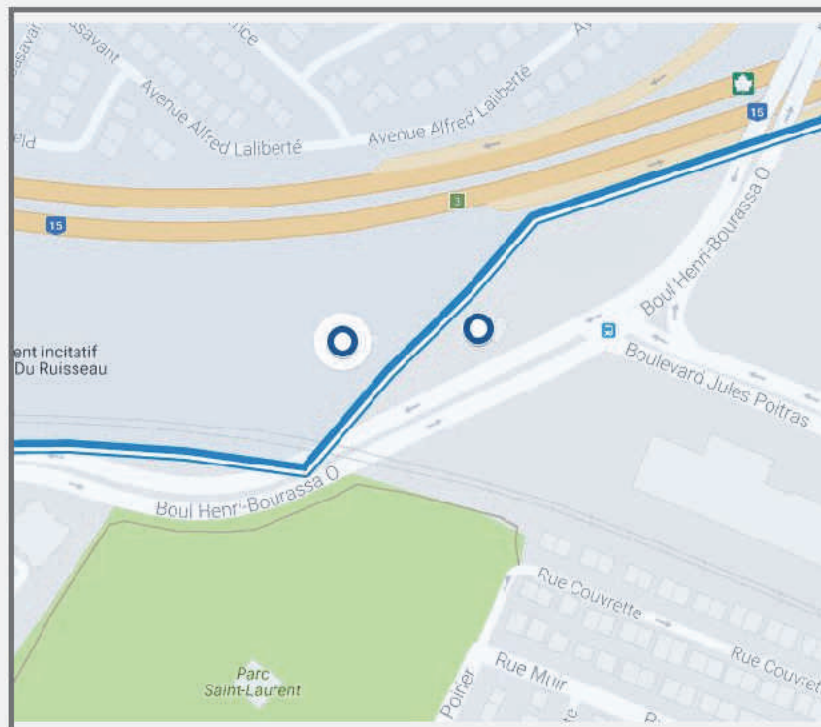 Avenue Alfred Laliberté
Avenue Alfred Laliberté
15
3
15
Boul Henri-Bourassa O
ent incitatif
Du Ruisseau
Boulevard Jules Poitras
Boul Henri-Bourassa O
Rue Couvrette
Rue Couvrett
Rue Muir
Poirier
Parc
Saint-Laurent